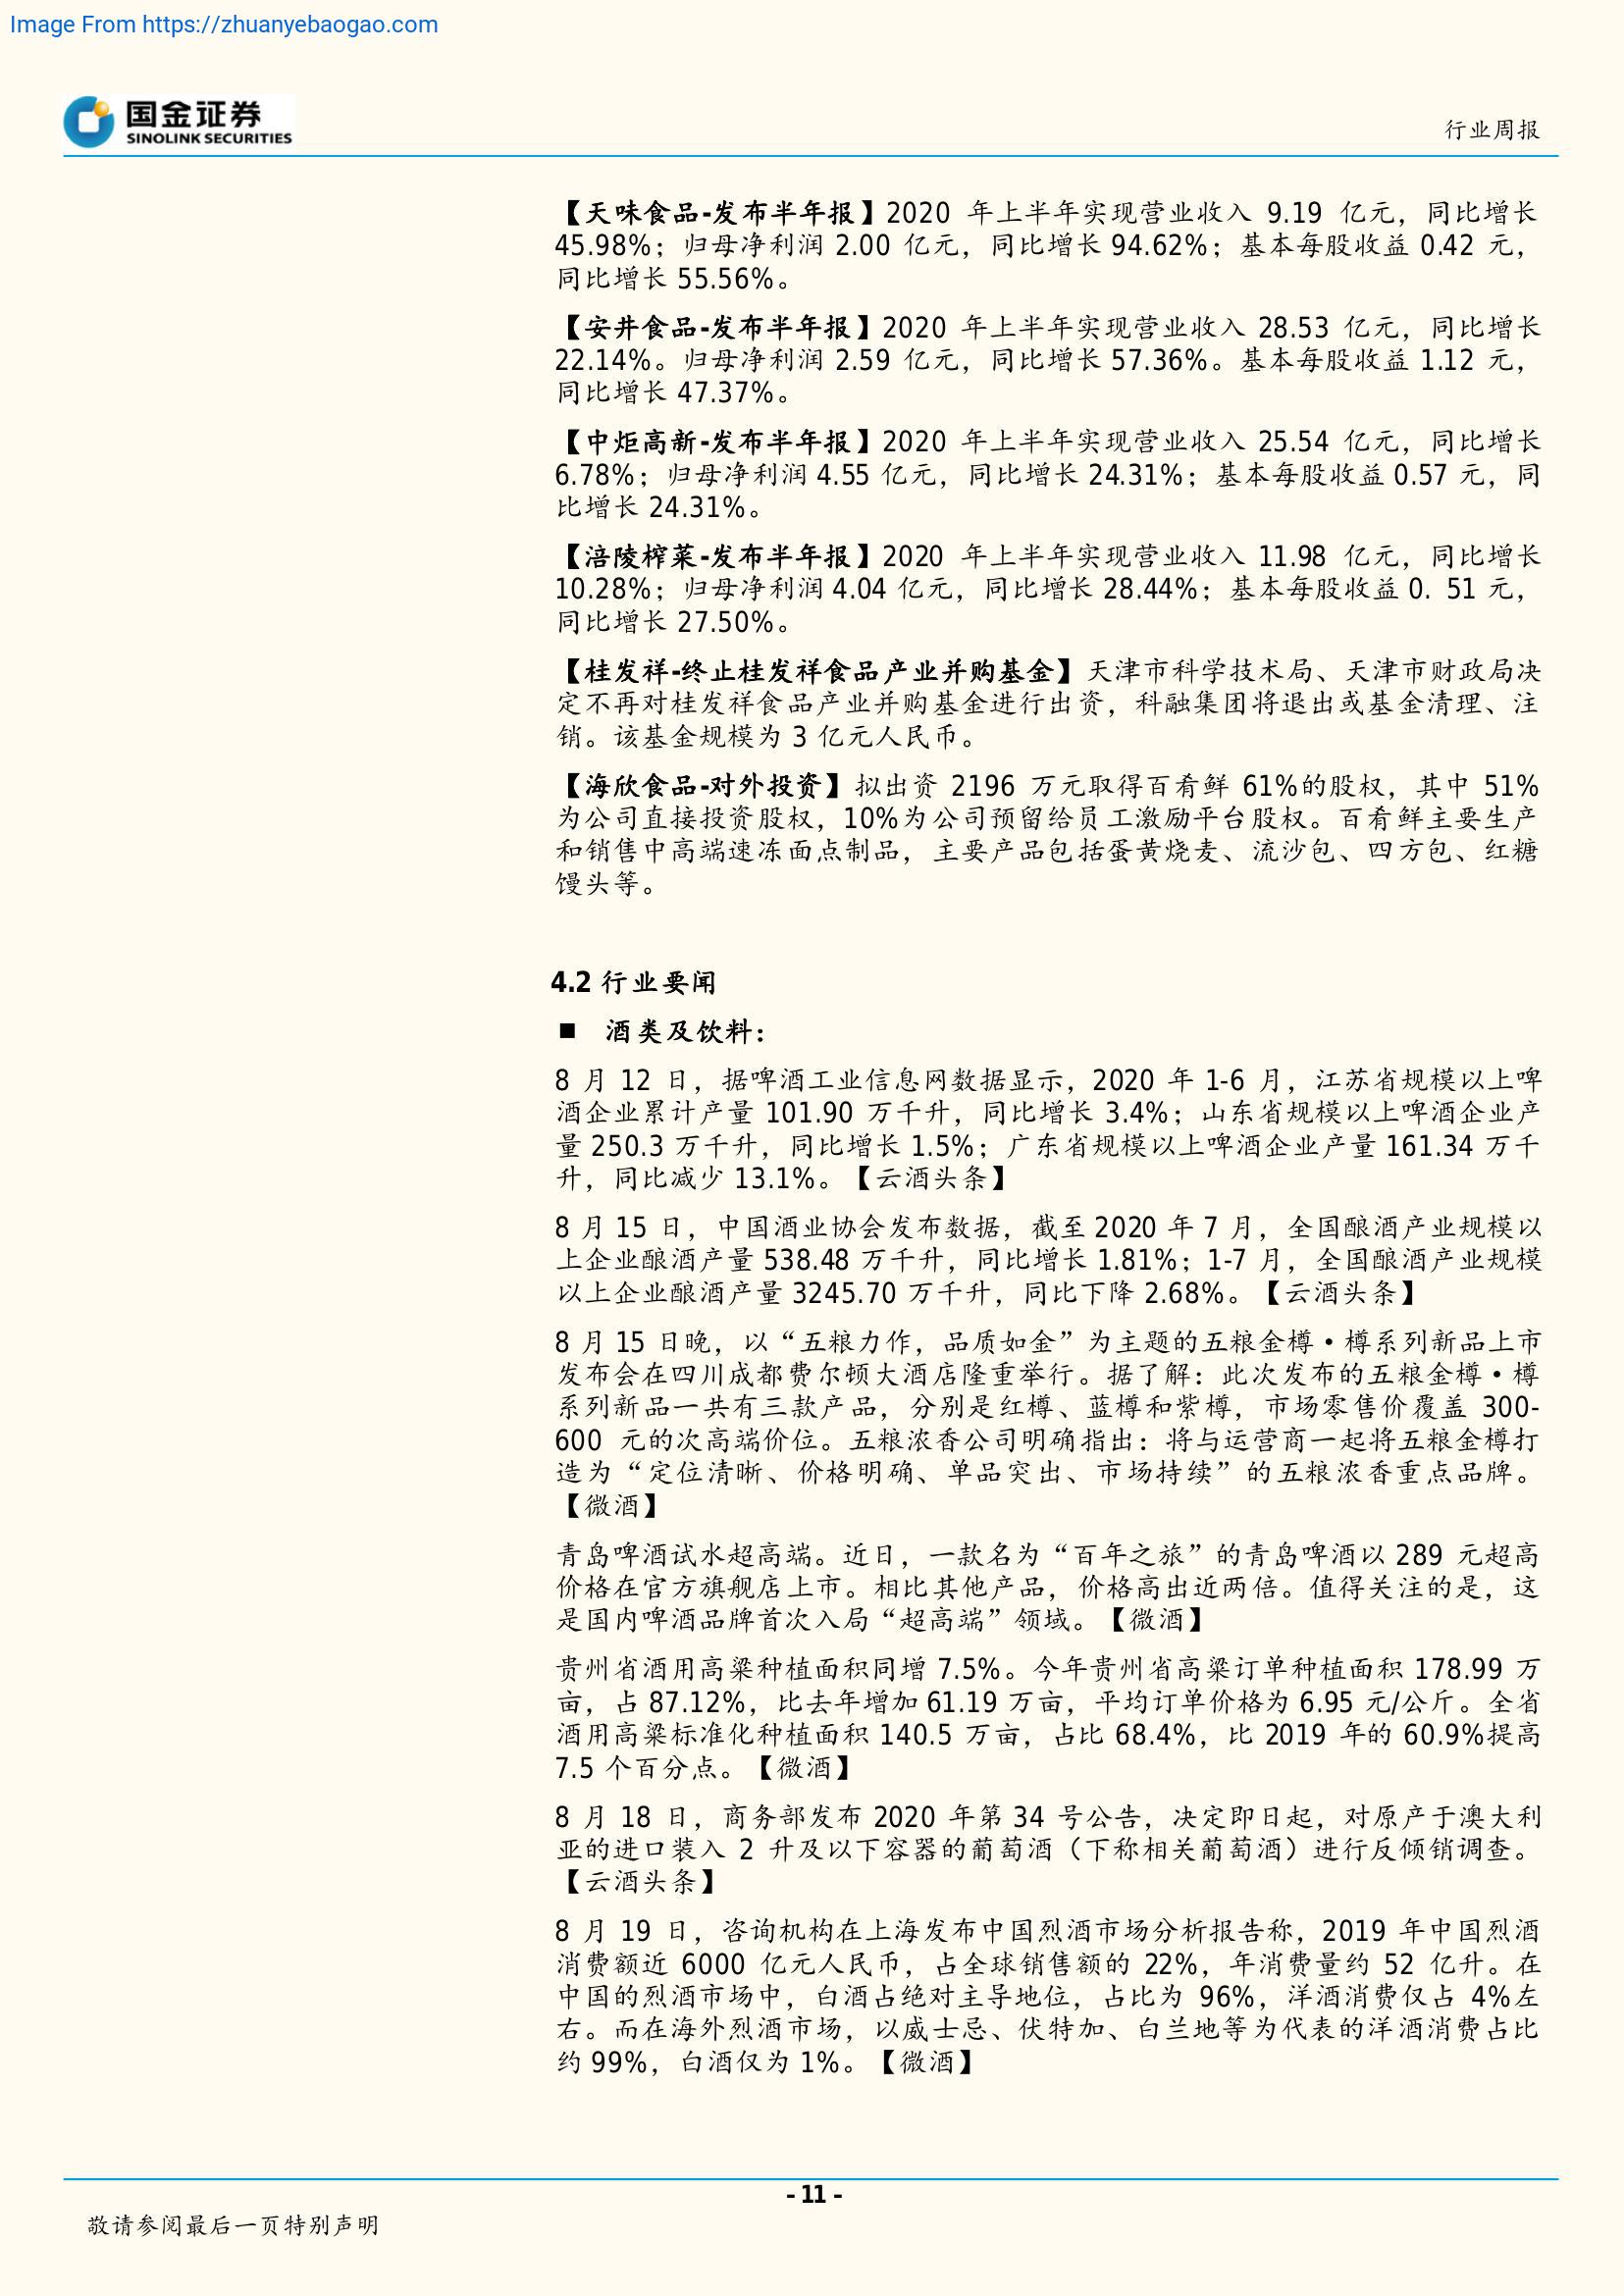 Image From https://zhuanyebaogao.com
国金证券
SINOLINK SECURITIES
行业周报
【天味食品-发布半年报】2020 年上半年实现营业收入 9.19 亿元，同比增长
45.98%；归母净利润 2.00 亿元，同比增长 94.62%；基本每股收益 0.42 元，
同比增长 55.56%。
【安井食品-发布半年报】2020 年上半年实现营业收入 28.53 亿元，同比增长
22.14%。归母净利润 2.59 亿元，同比增长 57.36%。基本每股收益 1.12 元，
同比增长 47.37%。
【中炬高新-发布半年报】2020 年上半年实现营业收入 25.54 亿元，同比增长
6.78%；归母净利润 4.55 亿元，同比增长 24.31%；基本每股收益 0.57 元，同
比增长 24.31%。
【涪陵榨菜-发布半年报】2020 年上半年实现营业收入 11.98 亿元，同比增长
10.28%；归母净利润 4.04 亿元，同比增长 28.44%；基本每股收益 0. 51 元，
同比增长 27.50%。
【桂发祥-终止桂发祥食品产业并购基金】天津市科学技术局、天津市财政局决
定不再对桂发祥食品产业并购基金进行出资，科融集团将退出或基金清理、注
销。该基金规模为 3 亿元人民币。
【海欣食品-对外投资】拟出资 2196 万元取得百肴鲜 61%的股权，其中 51%
为公司直接投资股权，10%为公司预留给员工激励平台股权。百肴鲜主要生产
和销售中高端速冻面点制品，主要产品包括蛋黄烧麦、流沙包、四方包、红糖
馒头等。
4.2 行业要闻
■ 酒类及饮料：
8 月 12 日，据啤酒工业信息网数据显示，2020 年 1-6 月，江苏省规模以上啤
酒企业累计产量 101.90 万千升，同比增长 3.4%；山东省规模以上啤酒企业产
量 250.3 万千升，同比增长 1.5%；广东省规模以上啤酒企业产量 161.34 万千
升，同比减少 13.1%。【云酒头条】
8 月 15 日，中国酒业协会发布数据，截至 2020 年 7 月，全国酿酒产业规模以
上企业酿酒产量 538.48 万千升，同比增长 1.81%；1-7 月，全国酿酒产业规模
以上企业酿酒产量 3245.70 万千升，同比下降 2.68%。【云酒头条】
8 月 15 日晚，以“五粮力作，品质如金”为主题的五粮金樽•樽系列新品上市
发布会在四川成都费尔顿大酒店隆重举行。据了解：此次发布的五粮金樽•樽
系列新品一共有三款产品，分别是红樽、蓝樽和紫樽，市场零售价覆盖 300-
600 元的次高端价位。五粮浓香公司明确指出：将与运营商一起将五粮金樽打
造为“定位清晰、价格明确、单品突出、市场持续”的五粮浓香重点品牌。
【微酒】
青岛啤酒试水超高端。近日，一款名为“百年之旅”的青岛啤酒以 289 元超高
价格在官方旗舰店上市。相比其他产品，价格高出近两倍。值得关注的是，这
是国内啤酒品牌首次入局“超高端”领域。【微酒】
贵州省酒用高粱种植面积同增 7.5%。今年贵州省高粱订单种植面积 178.99 万
亩，占 87.12%，比去年增加 61.19 万亩，平均订单价格为 6.95 元/公斤。全省
酒用高粱标准化种植面积 140.5 万亩，占比 68.4%，比 2019 年的 60.9%提高
7.5 个百分点。【微酒】
8 月 18 日，商务部发布 2020 年第 34 号公告，决定即日起，对原产于澳大利
亚的进口装入 2 升及以下容器的葡萄酒（下称相关葡萄酒）进行反倾销调查。
【云酒头条】
8 月 19 日，咨询机构在上海发布中国烈酒市场分析报告称，2019 年中国烈酒
消费额近 6000 亿元人民币，占全球销售额的 22%，年消费量约 52 亿升。在
中国的烈酒市场中，白酒占绝对主导地位，占比为 96%，洋酒消费仅占 4%左
右。而在海外烈酒市场，以威士忌、伏特加、白兰地等为代表的洋酒消费占比
约 99%，白酒仅为 1%。【微酒】
- 11 -
敬请参阅最后一页特别声明